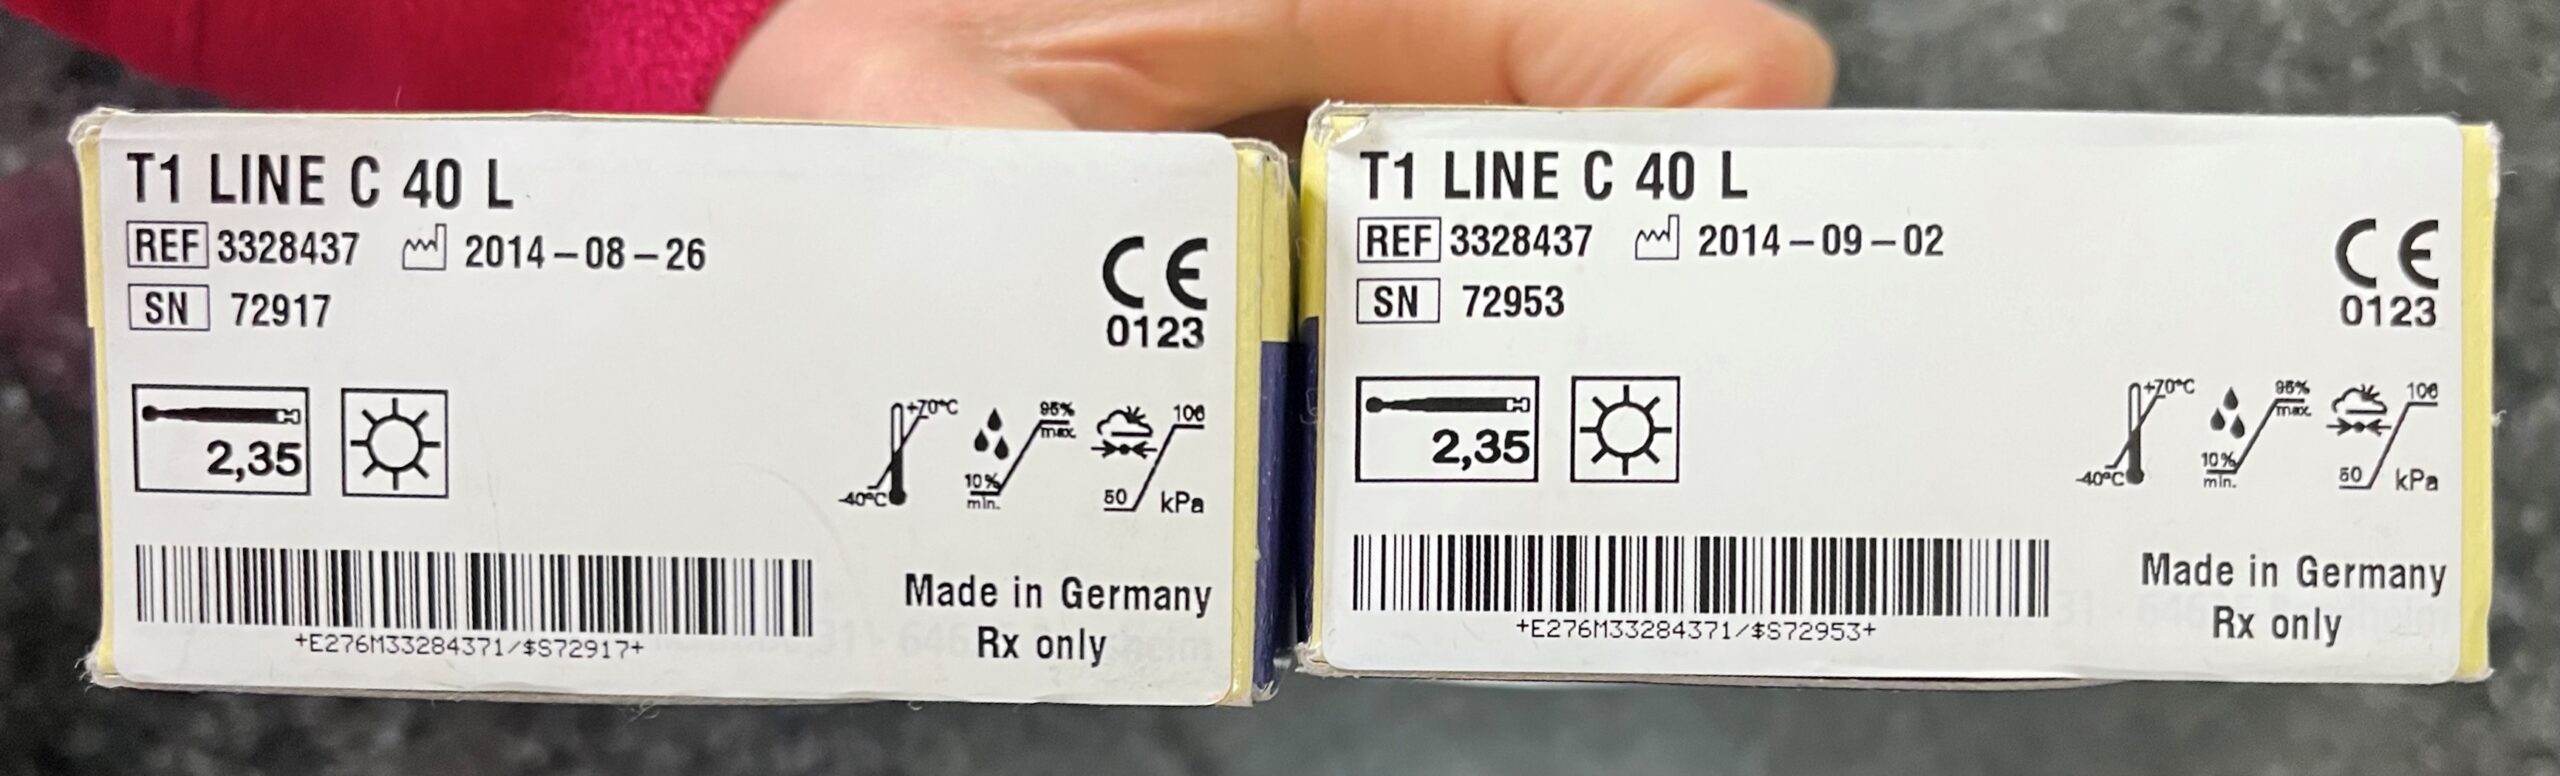 T1 LINE C 40 L
REF 3328437 2014-08-26
SN 72917
CE
0123
2,35
+70°C
-40°C
95%
max.
10%
min.
106
50
kPa
Made in Germany
Rx only
+E276M33284371/$S72917+
T1 LINE C 40 L
REF 3328437 2014-09-02
SN 72953
CE
0123
2,35
+70°C
-40°C
95%
max.
10%
min.
106
50
kPa
Made in Germany
Rx only
+E276M33284371/$S72953+